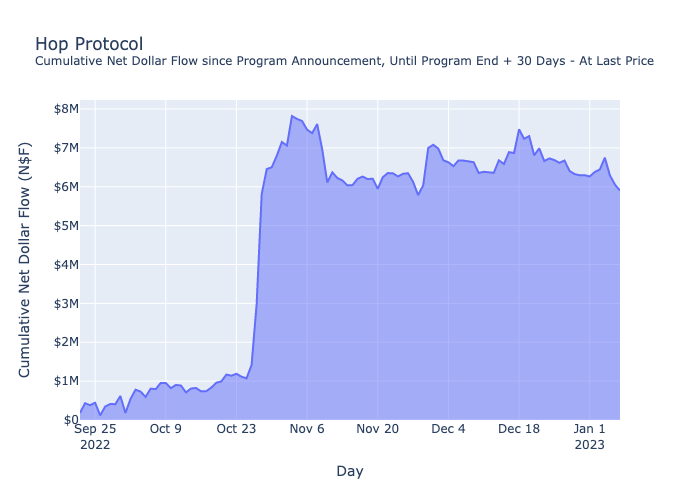 Hop Protocol
Cumulative Net Dollar Flow since Program Announcement, Until Program End + 30 Days - At Last Price
Cumulative Net Dollar Flow (N$F)
$8M
$7M
$6M
$5M
$4M
$3M
$2M
$1M
$0
Sep 25 Oct 9 Oct 23 Nov 6 Nov 20 Dec 4 Dec 18 Jan 1
2022 2023
Day